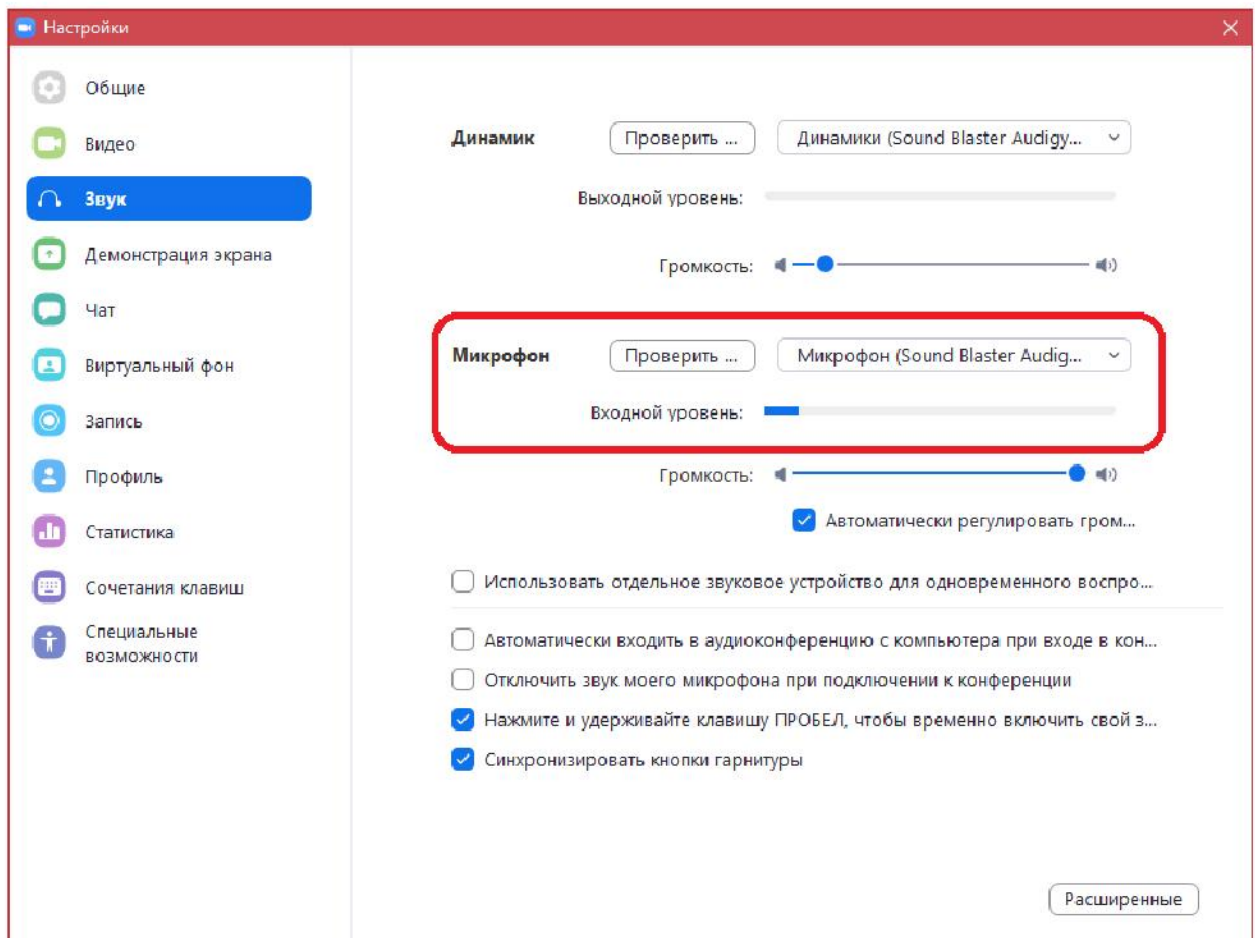 Настройки
Общие
Видео
Звук
Демонстрация экрана
Чат
Виртуальный фон
Запись
Профиль
Статистика
Сочетания клавиш
Специальные
возможности
Динамик Проверить ... Динамики (Sound Blaster Audigy...
Выходной уровень:
Громкость:
Микрофон Проверить ... Микрофон (Sound Blaster Audig...
Входной уровень:
Громкость:
Автоматически регулировать гром...
Использовать отдельное звуковое устройство для одновременного воспро...
Автоматически входить в аудиоконференцию с компьютера при входе в кон...
Отключить звук моего микрофона при подключении к конференции
Нажмите и удерживайте клавишу ПРОБЕЛ, чтобы временно включить свой з...
Синхронизировать кнопки гарнитуры
Расширенные